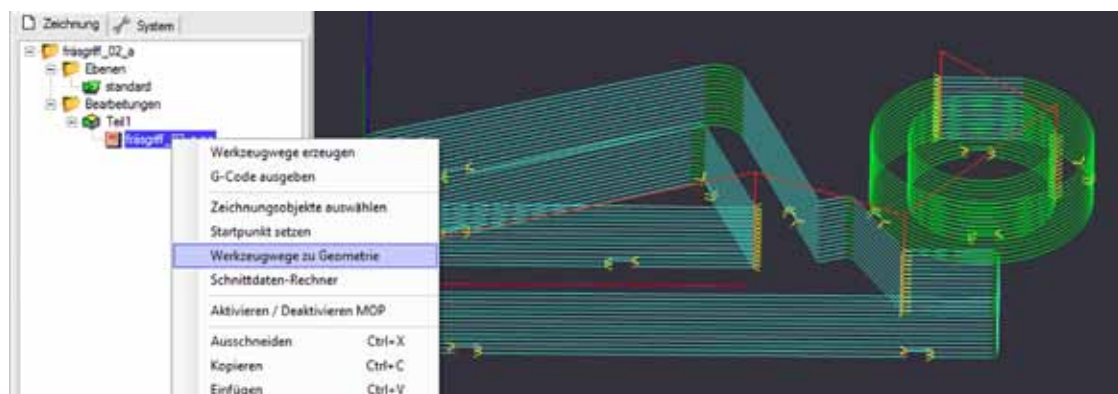 Zeichnung System
fräsgriff_02_a
Ebenen
standard
Bearbeitungen
Teil1
Werkzeugwege erzeugen
G-Code ausgeben
Zeichnungsobjekte auswählen
Startpunkt setzen
Werkzeugwege zu Geometrie
Schnittdaten-Rechner
Aktivieren / Deaktivieren MOP
Ausschneiden Ctrl+X
Kopieren Ctrl+C
Einfügen Ctrl+V